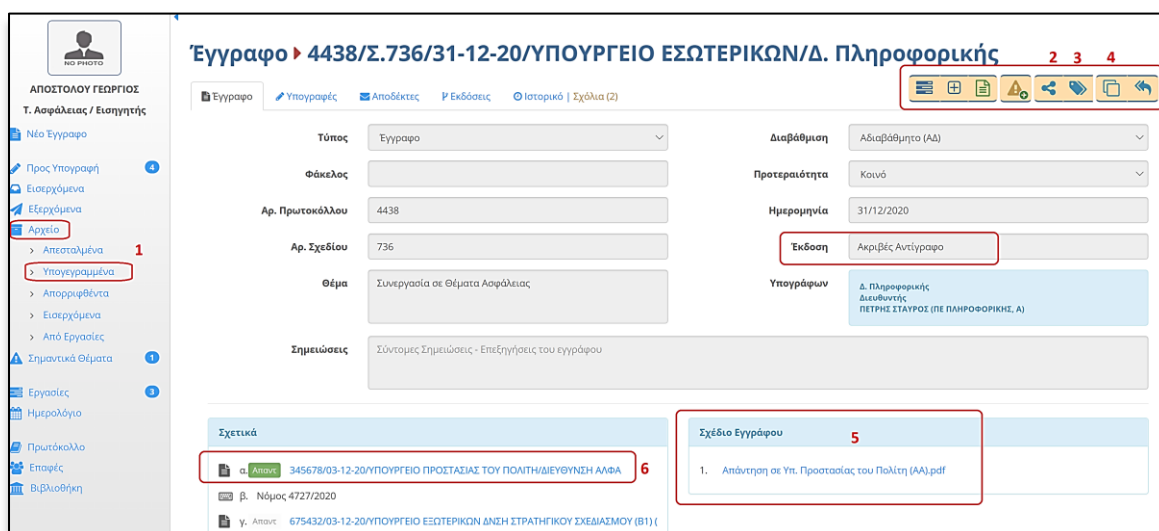 NO PHOTO
ΑΠΟΣΤΟΛΟΥ ΓΕΩΡΓΙΟΣ
Τ. Ασφάλειας / Εισηγητής
Νέο Έγγραφο
Προς Υπογραφή 4
Εισερχόμενα
Εξερχόμενα
Αρχείο
> Απεσταλμένα 1
> Υπογεγραμμένα
> Απορριφθέντα
> Εισερχόμενα
> Από Εργασίες
Σημαντικά Θέματα 1
Εργασίες 3
Ημερολόγιο
Πρωτόκολλο
Επαφές
Βιβλιοθήκη
Έγγραφο 4438/Σ.736/31-12-20/ΥΠΟΥΡΓΕΙΟ ΕΣΩΤΕΡΙΚΩΝ/Δ. Πληροφορικής
2 3 4
Έγγραφο Υπογραφές Αποδέκτες Εκδόσεις Ιστορικό | Σχόλια (2)
Τύπος Έγγραφο Διαβάθμιση Αδιαβάθμητο (ΑΔ)
Φάκελος Προτεραιότητα Κοινό
Αρ. Πρωτοκόλλου 4438 Ημερομηνία 31/12/2020
Αρ. Σχεδίου 736 Έκδοση Ακριβές Αντίγραφο
Θέμα Συνεργασία σε Θέματα Ασφάλειας Υπογράφων Δ. Πληροφορικής
Διευθυντής
ΠΕΤΡΗΣ ΣΤΑΥΡΟΣ (ΠΕ ΠΛΗΡΟΦΟΡΙΚΗΣ, Α)
Σημειώσεις Σύντομες Σημειώσεις - Επεξηγήσεις του εγγράφου
Σχετικά
α. Απαντ 345678/03-12-20/ΥΠΟΥΡΓΕΙΟ ΠΡΟΣΤΑΣΙΑΣ ΤΟΥ ΠΟΛΙΤΗ/ΔΙΕΥΘΥΝΣΗ ΑΛΦΑ 6
β. Νόμος 4727/2020
γ. Απαντ 675432/03-12-20/ΥΠΟΥΡΓΕΙΟ ΕΞΩΤΕΡΙΚΩΝ ΔΝΣΗ ΣΤΡΑΤΗΓΙΚΟΥ ΣΧΕΔΙΑΣΜΟΥ (Β1) (
Σχέδιο Εγγράφου 5
1. Απάντηση σε Υπ. Προστασίας του Πολίτη (ΑΑ).pdf